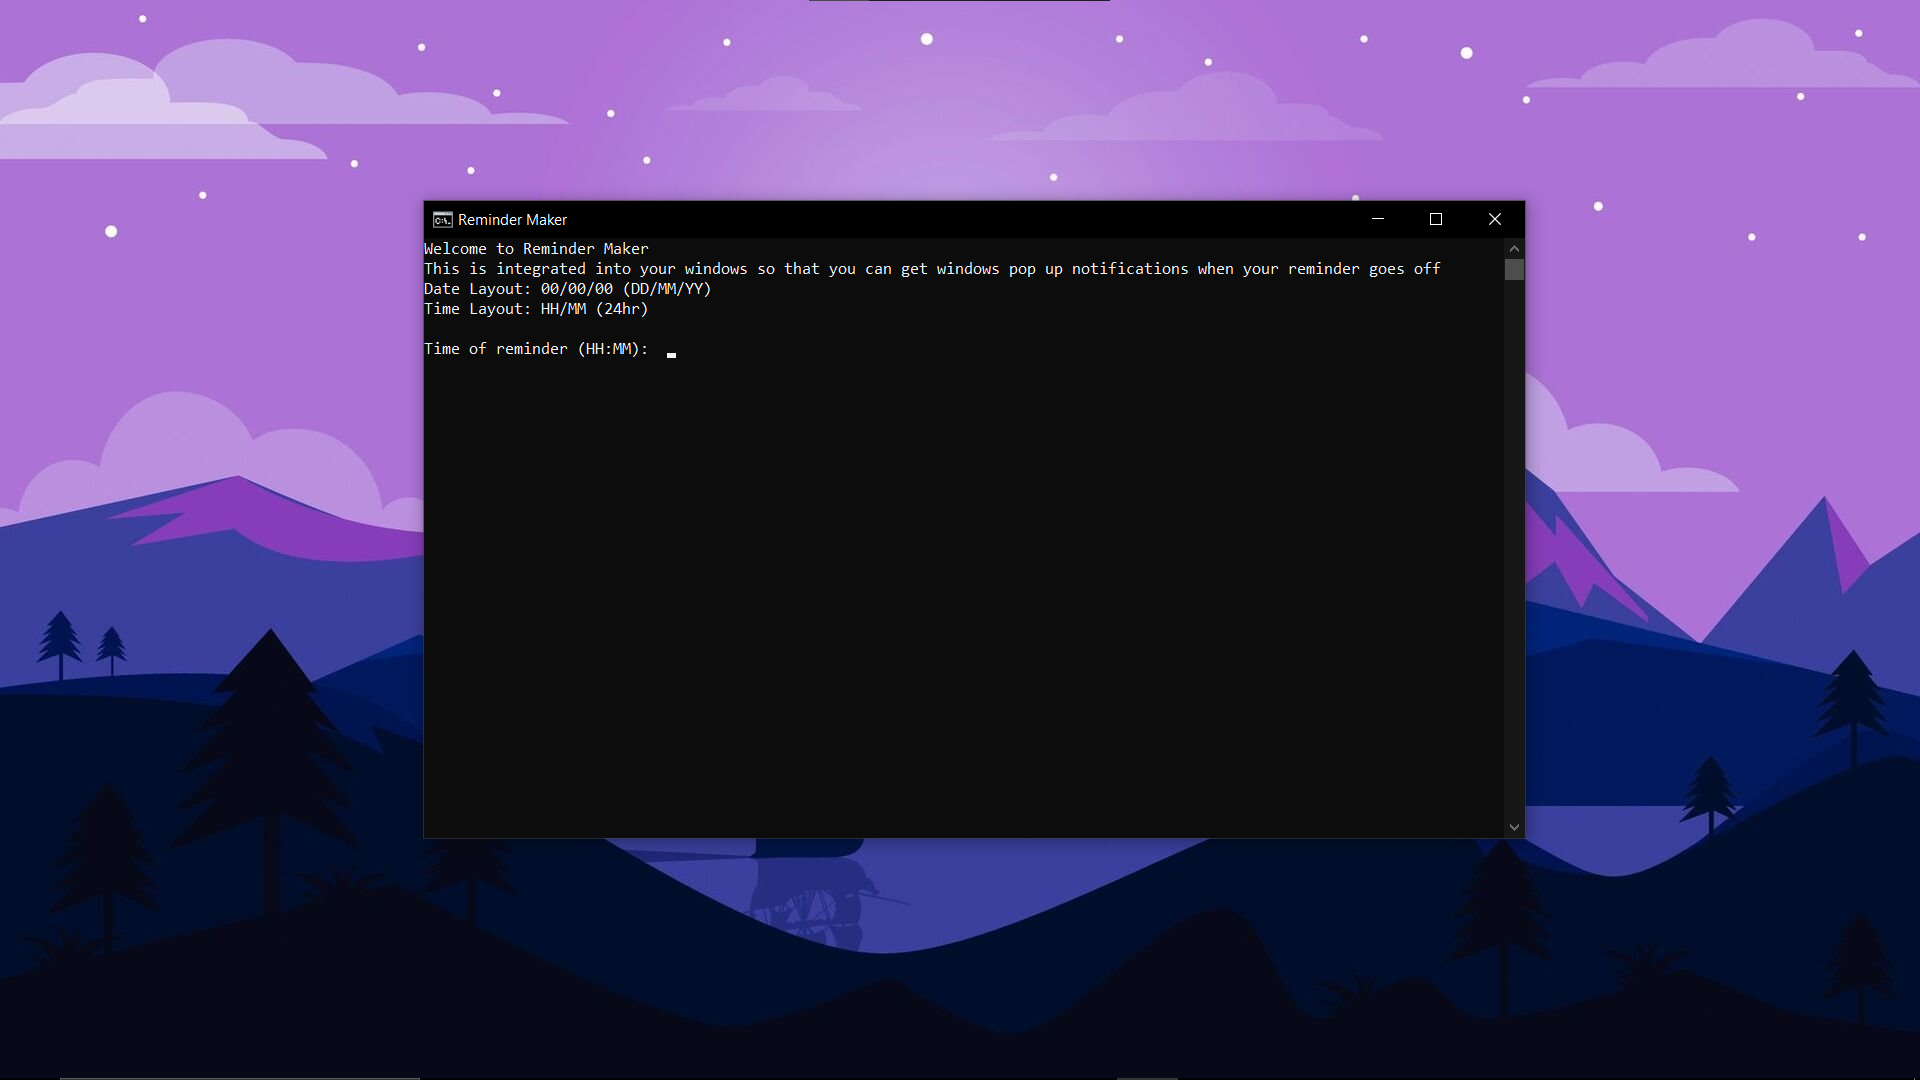 Reminder Maker
Welcome to Reminder Maker
This is integrated into your windows so that you can get windows pop up notifications when your reminder goes off
Date Layout: 00/00/00 (DD/MM/YY)
Time Layout: HH/MM (24hr)
Time of reminder (HH:MM):